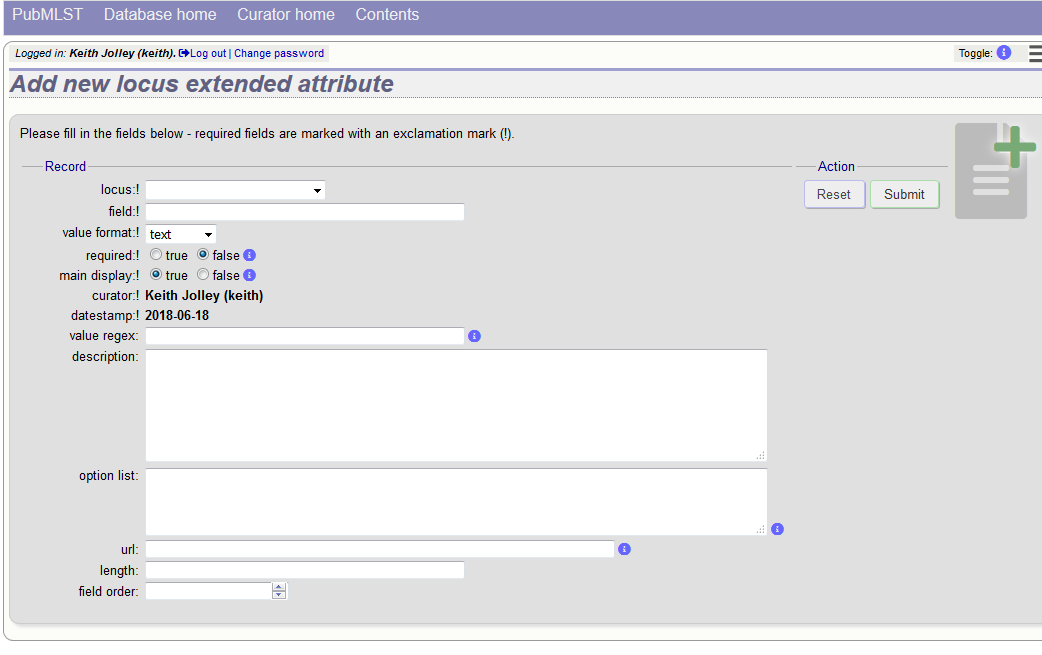 PubMLST Database home Curator home Contents
Logged in: Keith Jolley (keith). Log out | Change password Toggle: i
Add new locus extended attribute
Please fill in the fields below - required fields are marked with an exclamation mark (!).
Record
Action
locus:!
Reset Submit
field:!
value format:! text
required:! true false i
main display:! true false i
curator:! Keith Jolley (keith)
datestamp:! 2018-06-18
value regex: i
description:
option list: i
url: i
length:
field order: